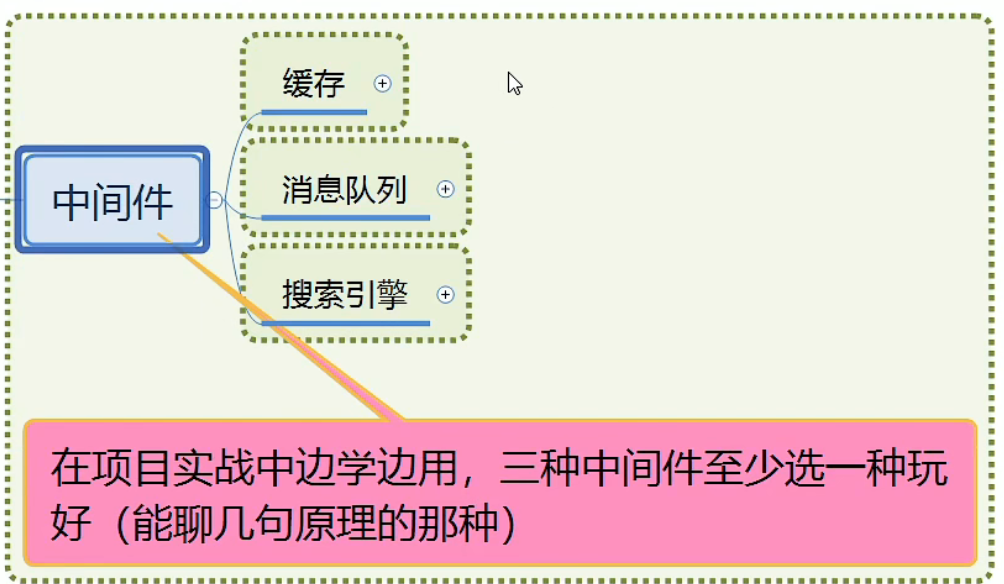 缓存
中间件
消息队列
搜索引擎
在项目实战中边学边用，三种中间件至少选一种玩
好（能聊几句原理的那种）